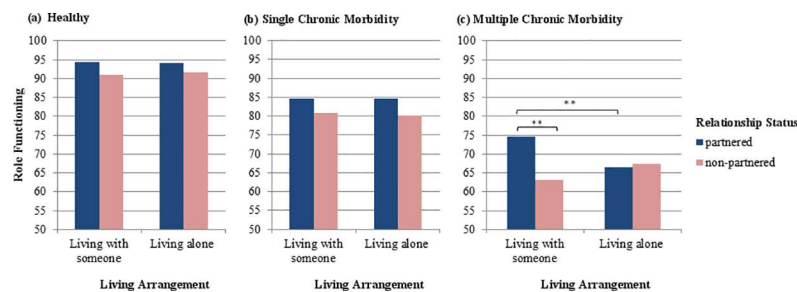 (a) Healthy
100
95
90
85
80
75
70
65
60
55
50
Role Functioning
Living with someone
Living alone
Living Arrangement
(b) Single Chronic Morbidity
100
95
90
85
80
75
70
65
60
55
50
Living with someone
Living alone
Living Arrangement
(c) Multiple Chronic Morbidity
100
95
90
85
80
75
70
65
60
55
50
**
**
Living with someone
Living alone
Living Arrangement
Relationship Status
partnered
non-partnered